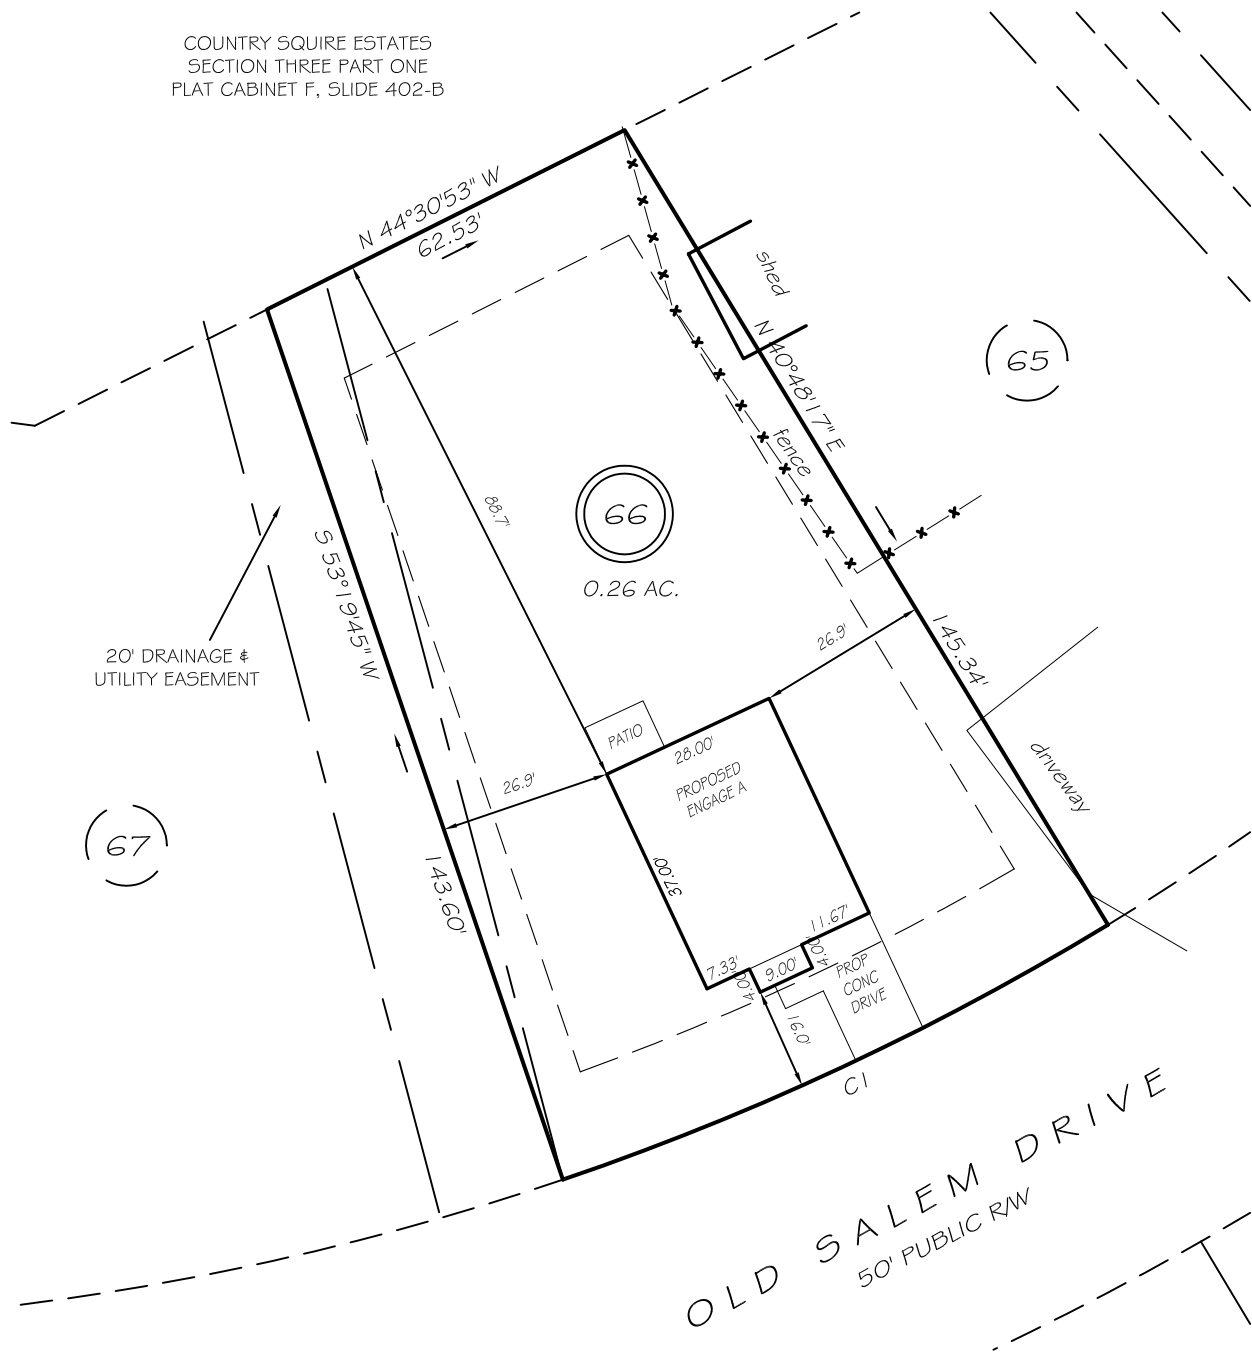 COUNTRY SQUIRE ESTATES
SECTION THREE PART ONE
PLAT CABINET F, SLIDE 402-B
N 44°30'53" W
62.53'
shed
N 40°48'17" E
65
fence
88.7'
66
0.26 AC.
S 53°19'45" W
20' DRAINAGE &
UTILITY EASEMENT
26.9'
145.34'
PATIO
28.00'
PROPOSED
ENGAGE A
26.9'
driveway
67
143.60'
37.00'
11.67'
7.33'
4.00'
9.00'
4.00'
PROP
CONC
DRIVE
16.0'
C1
OLD SALEM DRIVE
50' PUBLIC R/W